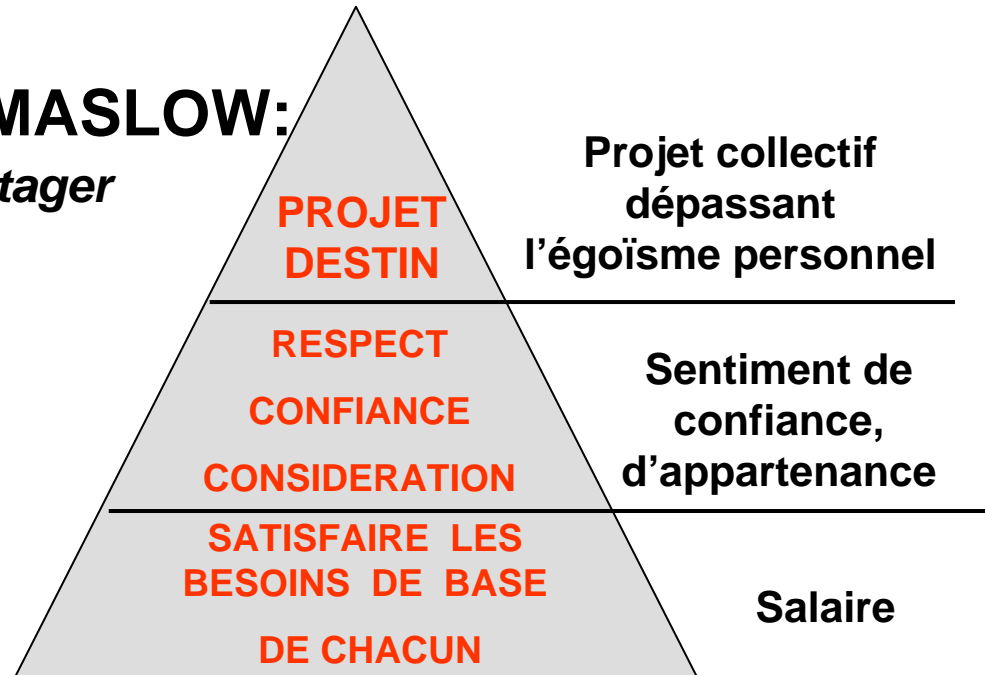 MASLOW:
tager
PROJET
DESTIN
Projet collectif
dépassant
l’égoïsme personnel
RESPECT
CONFIANCE
CONSIDERATION
Sentiment de
confiance,
d’appartenance
SATISFAIRE LES
BESOINS DE BASE
DE CHACUN
Salaire